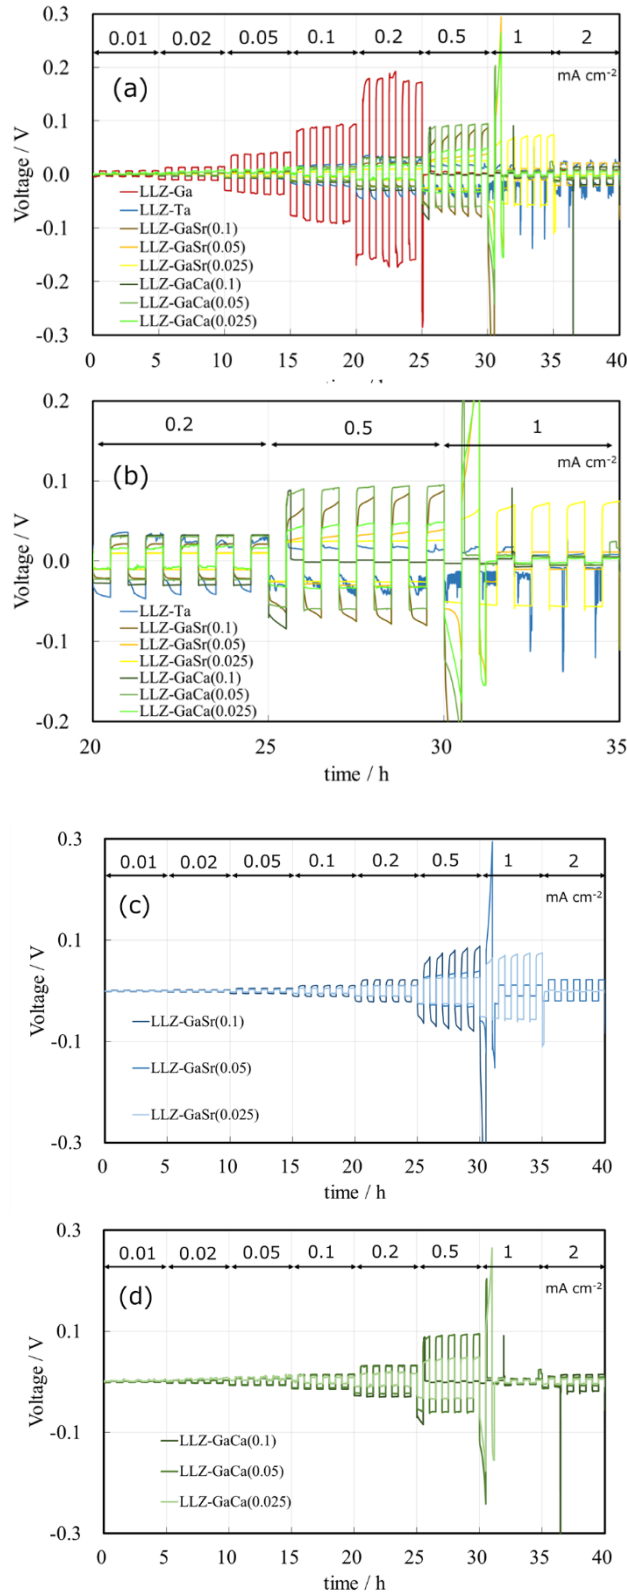 0.3
0.01 0.02 0.05 0.1 0.2 0.5 1 2
mA cm-2
(a)
0.2
0.1
0.0
-0.1
-0.2
-0.3
Voltage / V
LLZ-Ga
LLZ-Ta
LLZ-GaSr(0.1)
LLZ-GaSr(0.05)
LLZ-GaSr(0.025)
LLZ-GaCa(0.1)
LLZ-GaCa(0.05)
LLZ-GaCa(0.025)
0 5 10 15 20 25 30 35 40
0.2
0.2 0.5 1
mA cm-2
(b)
0.1
0.0
-0.1
-0.2
Voltage / V
LLZ-Ta
LLZ-GaSr(0.1)
LLZ-GaSr(0.05)
LLZ-GaSr(0.025)
LLZ-GaCa(0.1)
LLZ-GaCa(0.05)
LLZ-GaCa(0.025)
20 25 30 35
time / h
0.3
0.01 0.02 0.05 0.1 0.2 0.5 1 2
mA cm-2
(c)
0.1
-0.1
-0.3
Voltage / V
LLZ-GaSr(0.1)
LLZ-GaSr(0.05)
LLZ-GaSr(0.025)
0 5 10 15 20 25 30 35 40
time / h
0.3
0.01 0.02 0.05 0.1 0.2 0.5 1 2
mA cm-2
(d)
0.1
-0.1
-0.3
Voltage / V
LLZ-GaCa(0.1)
LLZ-GaCa(0.05)
LLZ-GaCa(0.025)
0 5 10 15 20 25 30 35 40
time / h